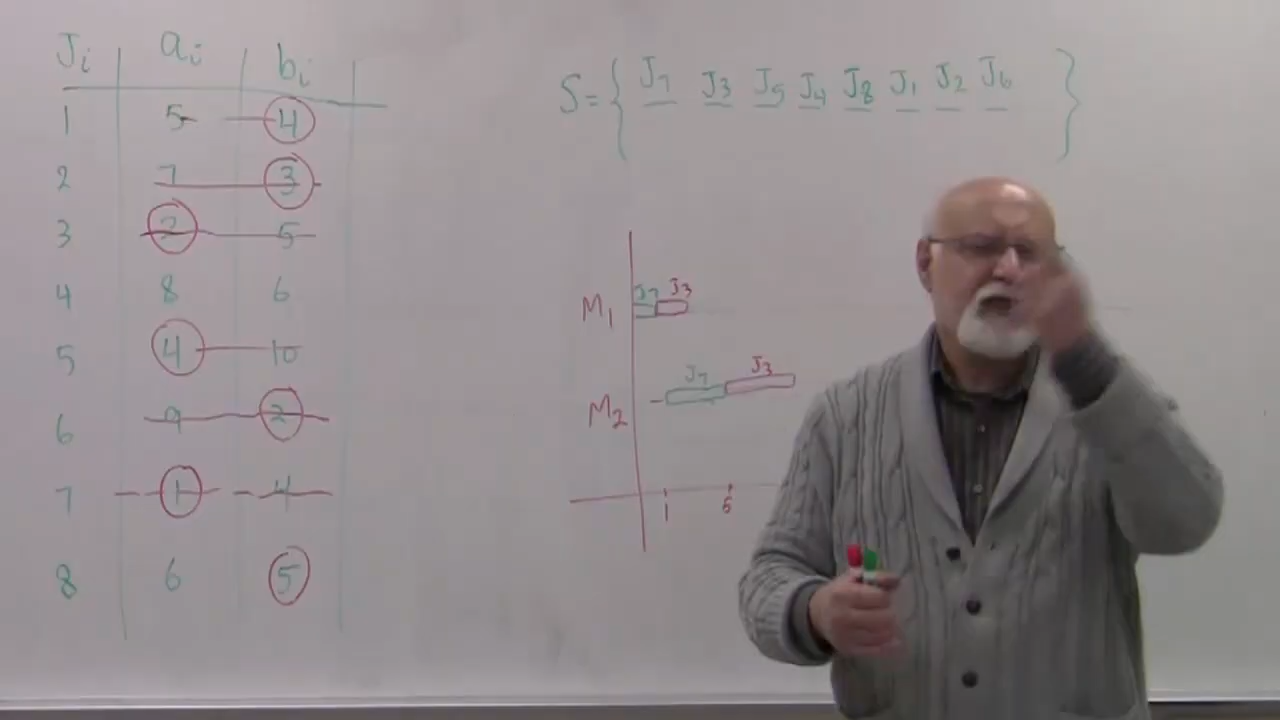 Ji ai bi
1 5 4
2 7 3
3 2 5
4 8 6
5 4 10
6 9 2
7 1 4
8 6 5
S = { J7 J3 J5 J4 J8 J1 J2 J6 }
J7 J3
M1
J7 J3
M2
1 5